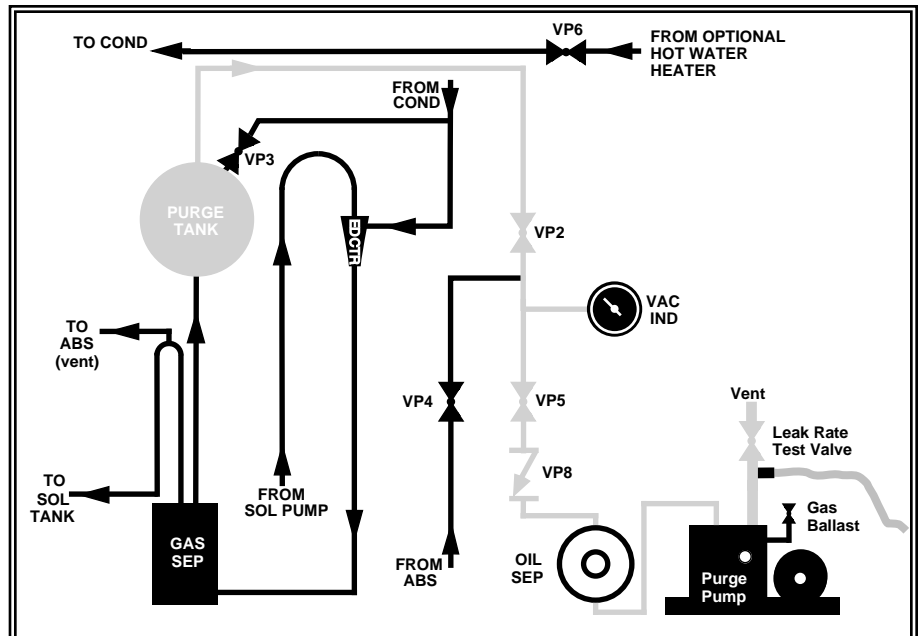 TO COND
VP6
FROM OPTIONAL
HOT WATER
HEATER
FROM
COND
VP3
PURGE
TANK
EDCTR
VP2
VAC
IND
TO
ABS
(vent)
VP4
VP5
Vent
Leak Rate
Test Valve
VP8
TO
SOL
TANK
FROM
SOL PUMP
Gas
Ballast
GAS
SEP
FROM
ABS
OIL
SEP
Purge
Pump